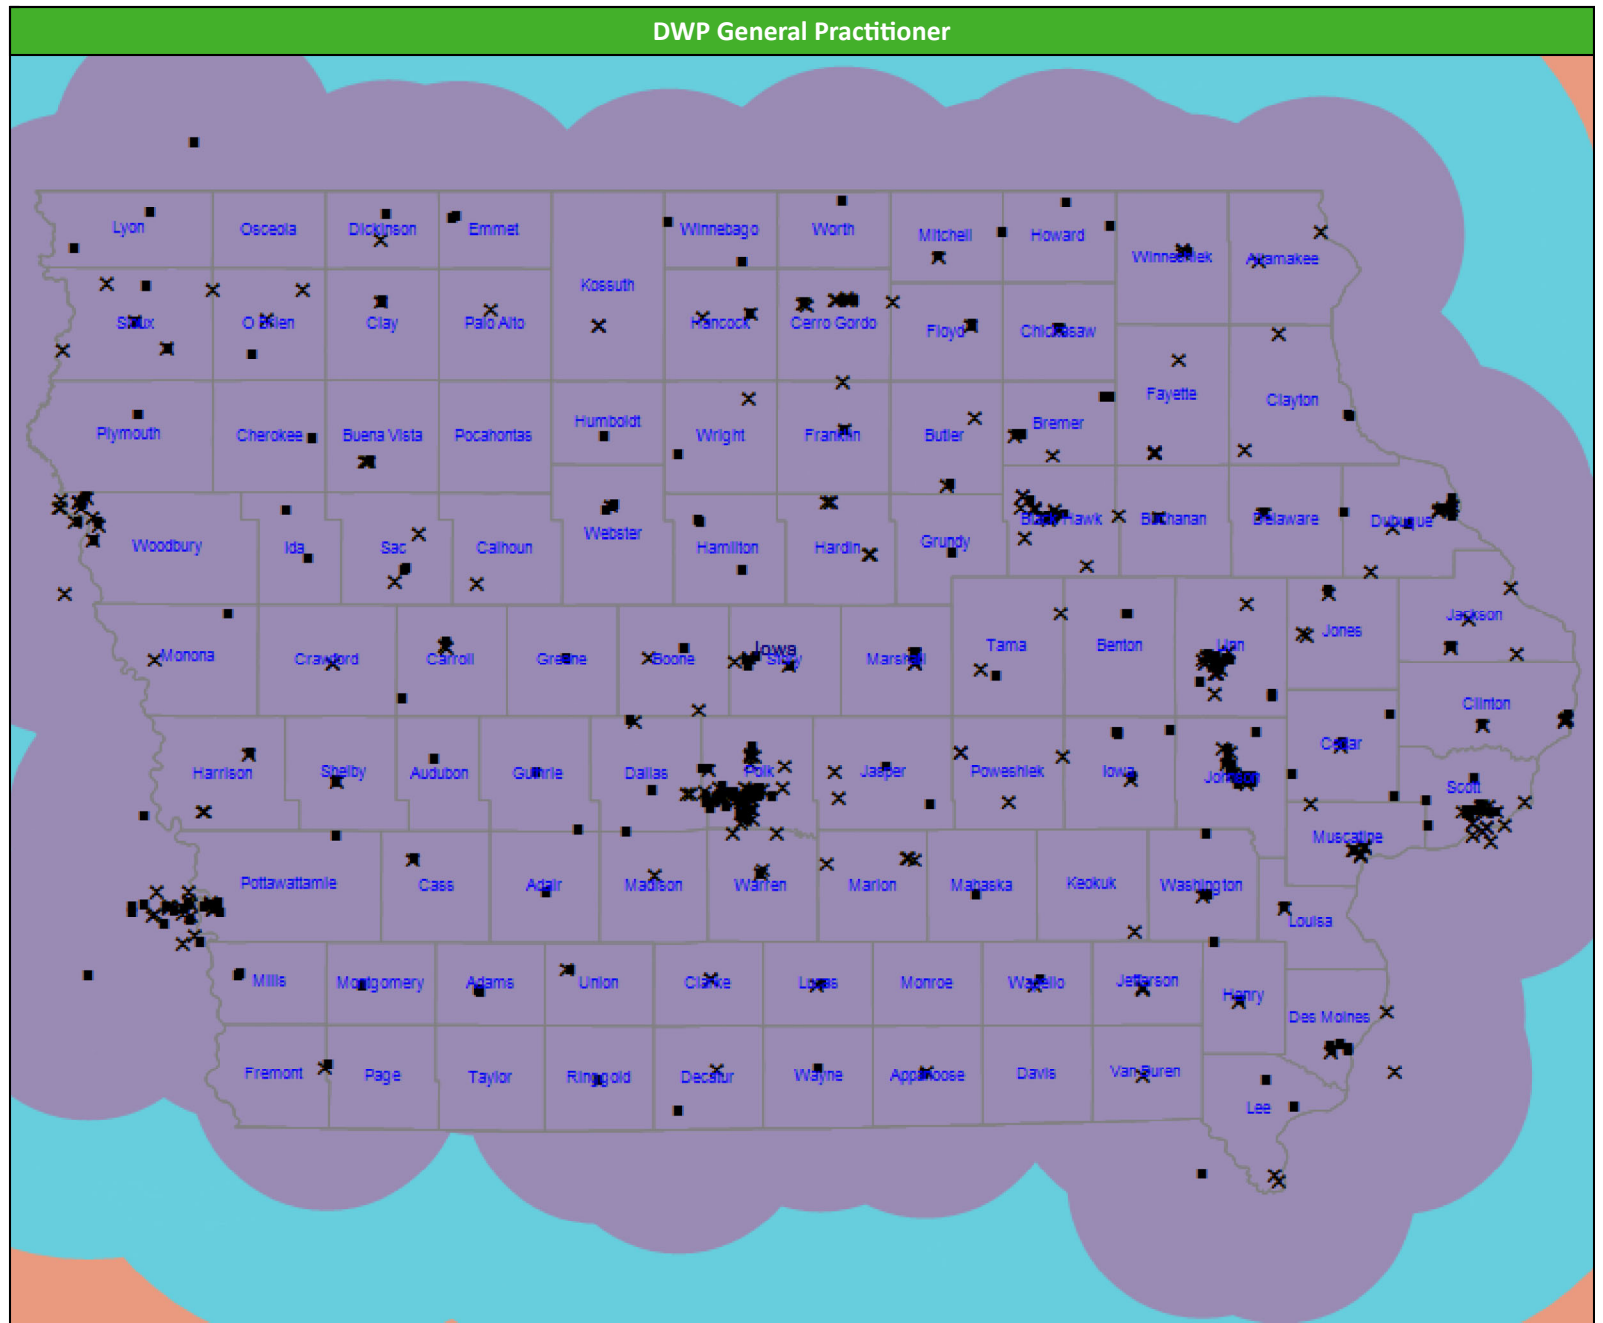 DWP General Practitioner
Lyon
Osceola
Dickinson
Emmet
Winnebago
Worth
Mitchell
Howard
Winneshiek
Allamakee
Kossuth
Sioux
O Brien
Clay
Palo Alto
Hancock
Cerro Gordo
Floyd
Chickasaw
Fayette
Clayton
Plymouth
Cherokee
Buena Vista
Pocahontas
Humboldt
Wright
Franklin
Butler
Bremer
Woodbury
Ida
Sac
Calhoun
Webster
Hamilton
Hardin
Grundy
Black Hawk
Buchanan
Delaware
Dubuque
Monona
Crawford
Carroll
Greene
Boone
Iowa
Story
Marshall
Tama
Benton
Linn
Jones
Jackson
Clinton
Harrison
Shelby
Audubon
Guthrie
Dallas
Polk
Jasper
Poweshiek
Iowa
Johnson
Cedar
Scott
Muscatine
Pottawattamie
Cass
Adair
Madison
Warren
Marion
Mahaska
Keokuk
Washington
Louisa
Mills
Montgomery
Adams
Union
Clarke
Lucas
Monroe
Wapello
Jefferson
Henry
Des Moines
Fremont
Page
Taylor
Ringgold
Decatur
Wayne
Appanoose
Davis
Van Buren
Lee